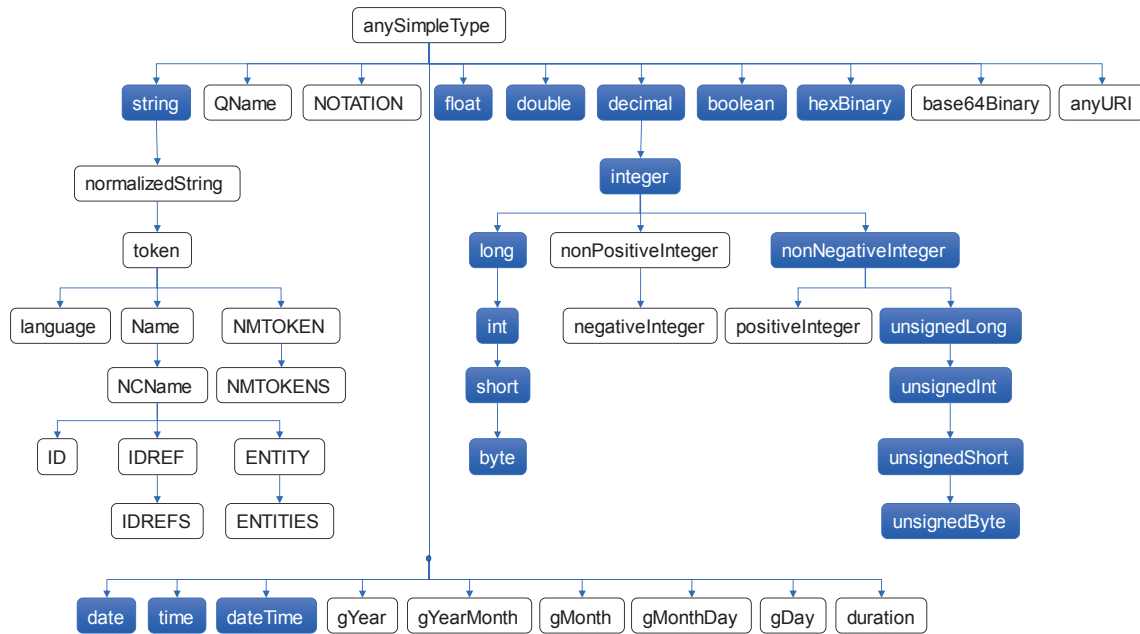 anySimpleType
string
QName
NOTATION
float
double
decimal
boolean
hexBinary
base64Binary
anyURI
normalizedString
integer
token
long
nonPositiveInteger
nonNegativeInteger
language
Name
NMTOKEN
int
negativeInteger
positiveInteger
unsignedLong
NCName
NMTOKENS
short
unsignedInt
ID
IDREF
ENTITY
byte
unsignedShort
IDREFS
ENTITIES
unsignedByte
date
time
dateTime
gYear
gYearMonth
gMonth
gMonthDay
gDay
duration